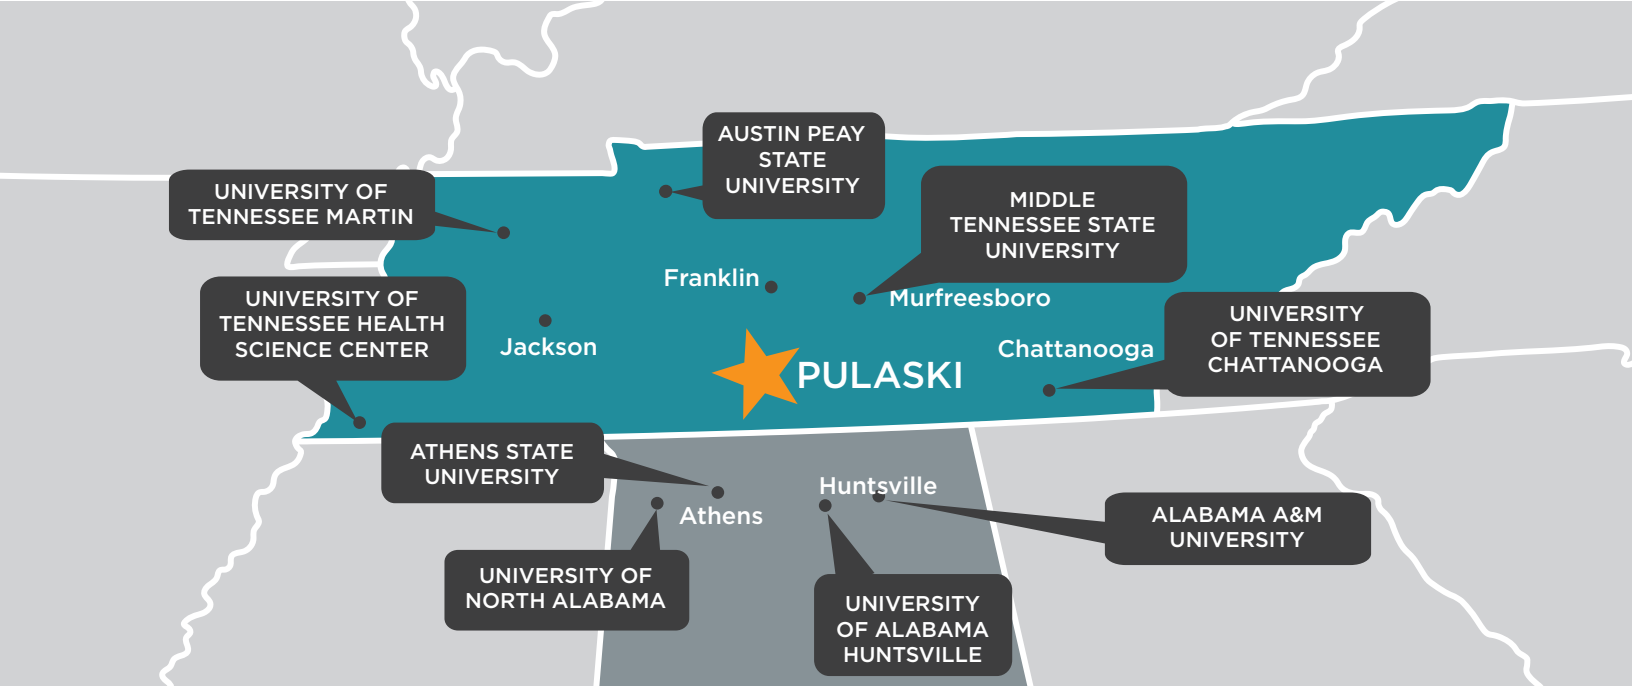 AUSTIN PEAY
STATE
UNIVERSITY
UNIVERSITY OF
TENNESSEE MARTIN
MIDDLE
TENNESSEE STATE
UNIVERSITY
Franklin
Murfreesboro
UNIVERSITY OF
TENNESSEE HEALTH
SCIENCE CENTER
UNIVERSITY
OF TENNESSEE
CHATTANOOGA
Jackson
Chattanooga
PULASKI
ATHENS STATE
UNIVERSITY
Huntsville
Athens
ALABAMA A&M
UNIVERSITY
UNIVERSITY OF
NORTH ALABAMA
UNIVERSITY
OF ALABAMA
HUNTSVILLE